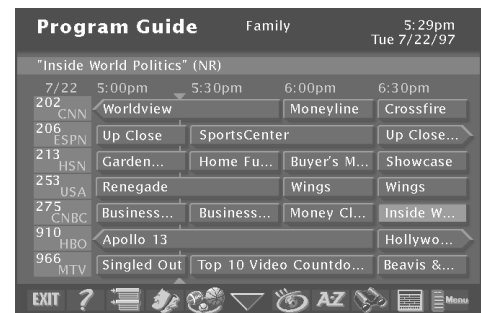 Program Guide Family 5:29pm
Tue 7/22/97
"Inside World Politics" (NR)
7/22 5:00pm 5:30pm 6:00pm 6:30pm
202 CNN Worldview Moneyline Crossfire
206 ESPN Up Close SportsCenter Up Close...
213 HSN Garden... Home Fu... Buyer's M... Showcase
253 USA Renegade Wings Wings
275 CNBC Business... Business... Money Cl... Inside W...
910 HBO Apollo 13 Hollywo...
966 MTV Singled Out Top 10 Video Countdo... Beavis &...
EXIT ? A-Z Menu